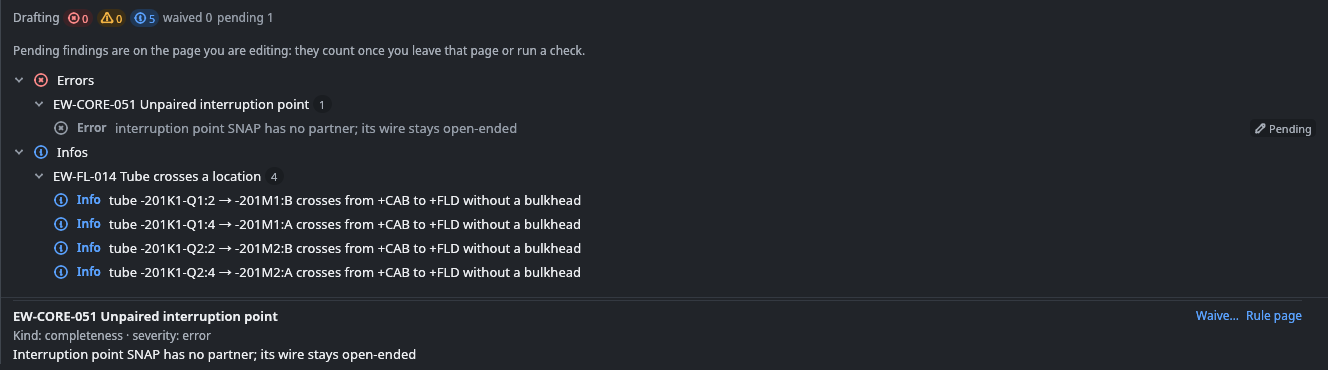 Drafting 0 0 5 waived 0 pending 1
Pending findings are on the page you are editing: they count once you leave that page or run a check.
Errors
EW-CORE-051 Unpaired interruption point 1
Error interruption point SNAP has no partner; its wire stays open-ended Pending
Infos
EW-FL-014 Tube crosses a location 4
Info tube -201K1-Q1:2 → -201M1:B crosses from +CAB to +FLD without a bulkhead
Info tube -201K1-Q1:4 → -201M1:A crosses from +CAB to +FLD without a bulkhead
Info tube -201K1-Q2:2 → -201M2:B crosses from +CAB to +FLD without a bulkhead
Info tube -201K1-Q2:4 → -201M2:A crosses from +CAB to +FLD without a bulkhead
EW-CORE-051 Unpaired interruption point Waive... Rule page
Kind: completeness · severity: error
Interruption point SNAP has no partner; its wire stays open-ended